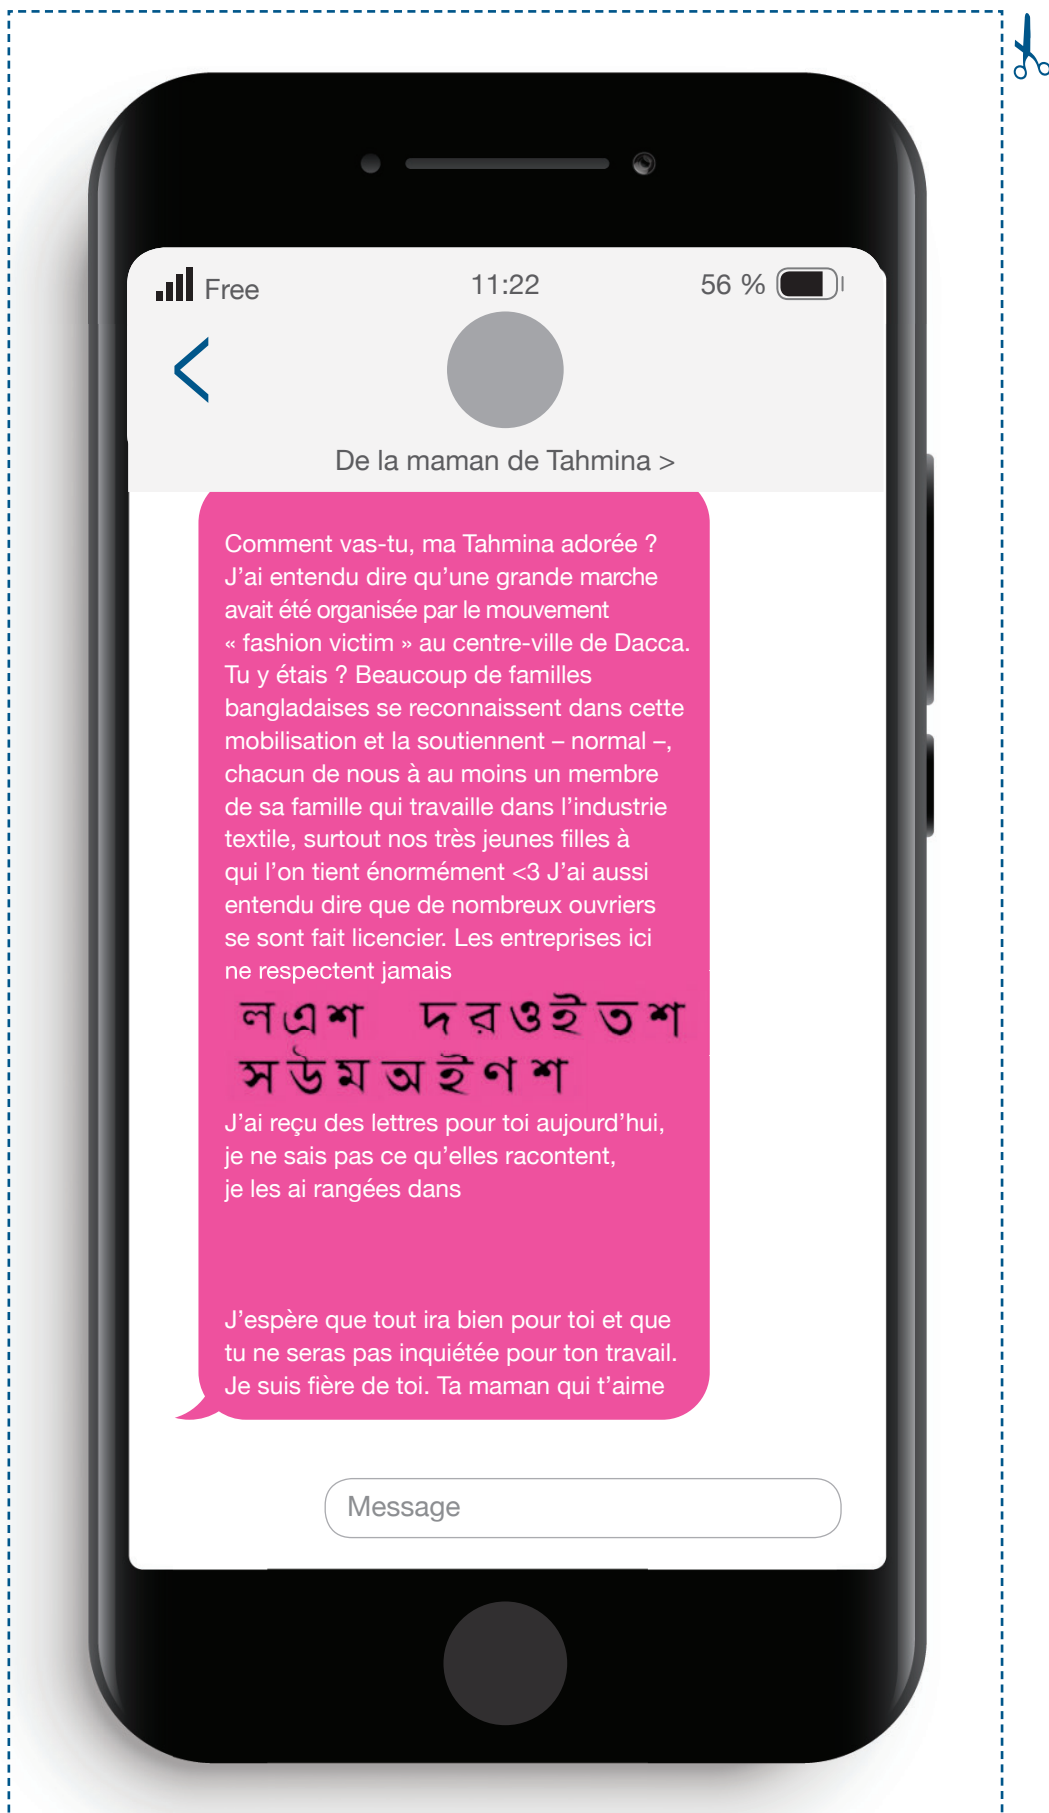 Free 11:22 56 %
De la maman de Tahmina >
Comment vas-tu, ma Tahmina adorée ?
J'ai entendu dire qu'une grande marche
avait été organisée par le mouvement
« fashion victim » au centre-ville de Dacca.
Tu y étais ? Beaucoup de familles
bangladaises se reconnaissent dans cette
mobilisation et la soutiennent – normal –,
chacun de nous à au moins un membre
de sa famille qui travaille dans l'industrie
textile, surtout nos très jeunes filles à
qui l'on tient énormément <3 J'ai aussi
entendu dire que de nombreux ouvriers
se sont fait licencier. Les entreprises ici
ne respectent jamais
লএশ দরওইতশ
সউমঅইণশ
J'ai reçu des lettres pour toi aujourd'hui,
je ne sais pas ce qu'elles racontent,
je les ai rangées dans
J'espère que tout ira bien pour toi et que
tu ne seras pas inquiétée pour ton travail.
Je suis fière de toi. Ta maman qui t'aime
Message